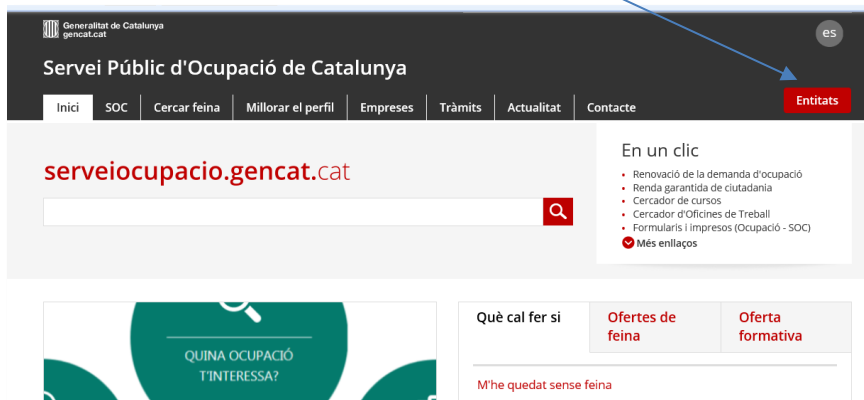 Generalitat de Catalunya
gencat.cat
es
Servei Públic d'Ocupació de Catalunya
Inici SOC Cercar feina Millorar el perfil Empreses Tràmits Actualitat Contacte Entitats
serveiocupacio.gencat.cat
En un clic
Renovació de la demanda d'ocupació
Renda garantida de ciutadania
Cercador de cursos
Cercador d'Oficines de Treball
Formularis i impresos (Ocupació - SOC)
Més enllaços
QUINA OCUPACIÓ
T'INTERESSA?
Què cal fer si
Ofertes de
feina
Oferta
formativa
M'he quedat sense feina